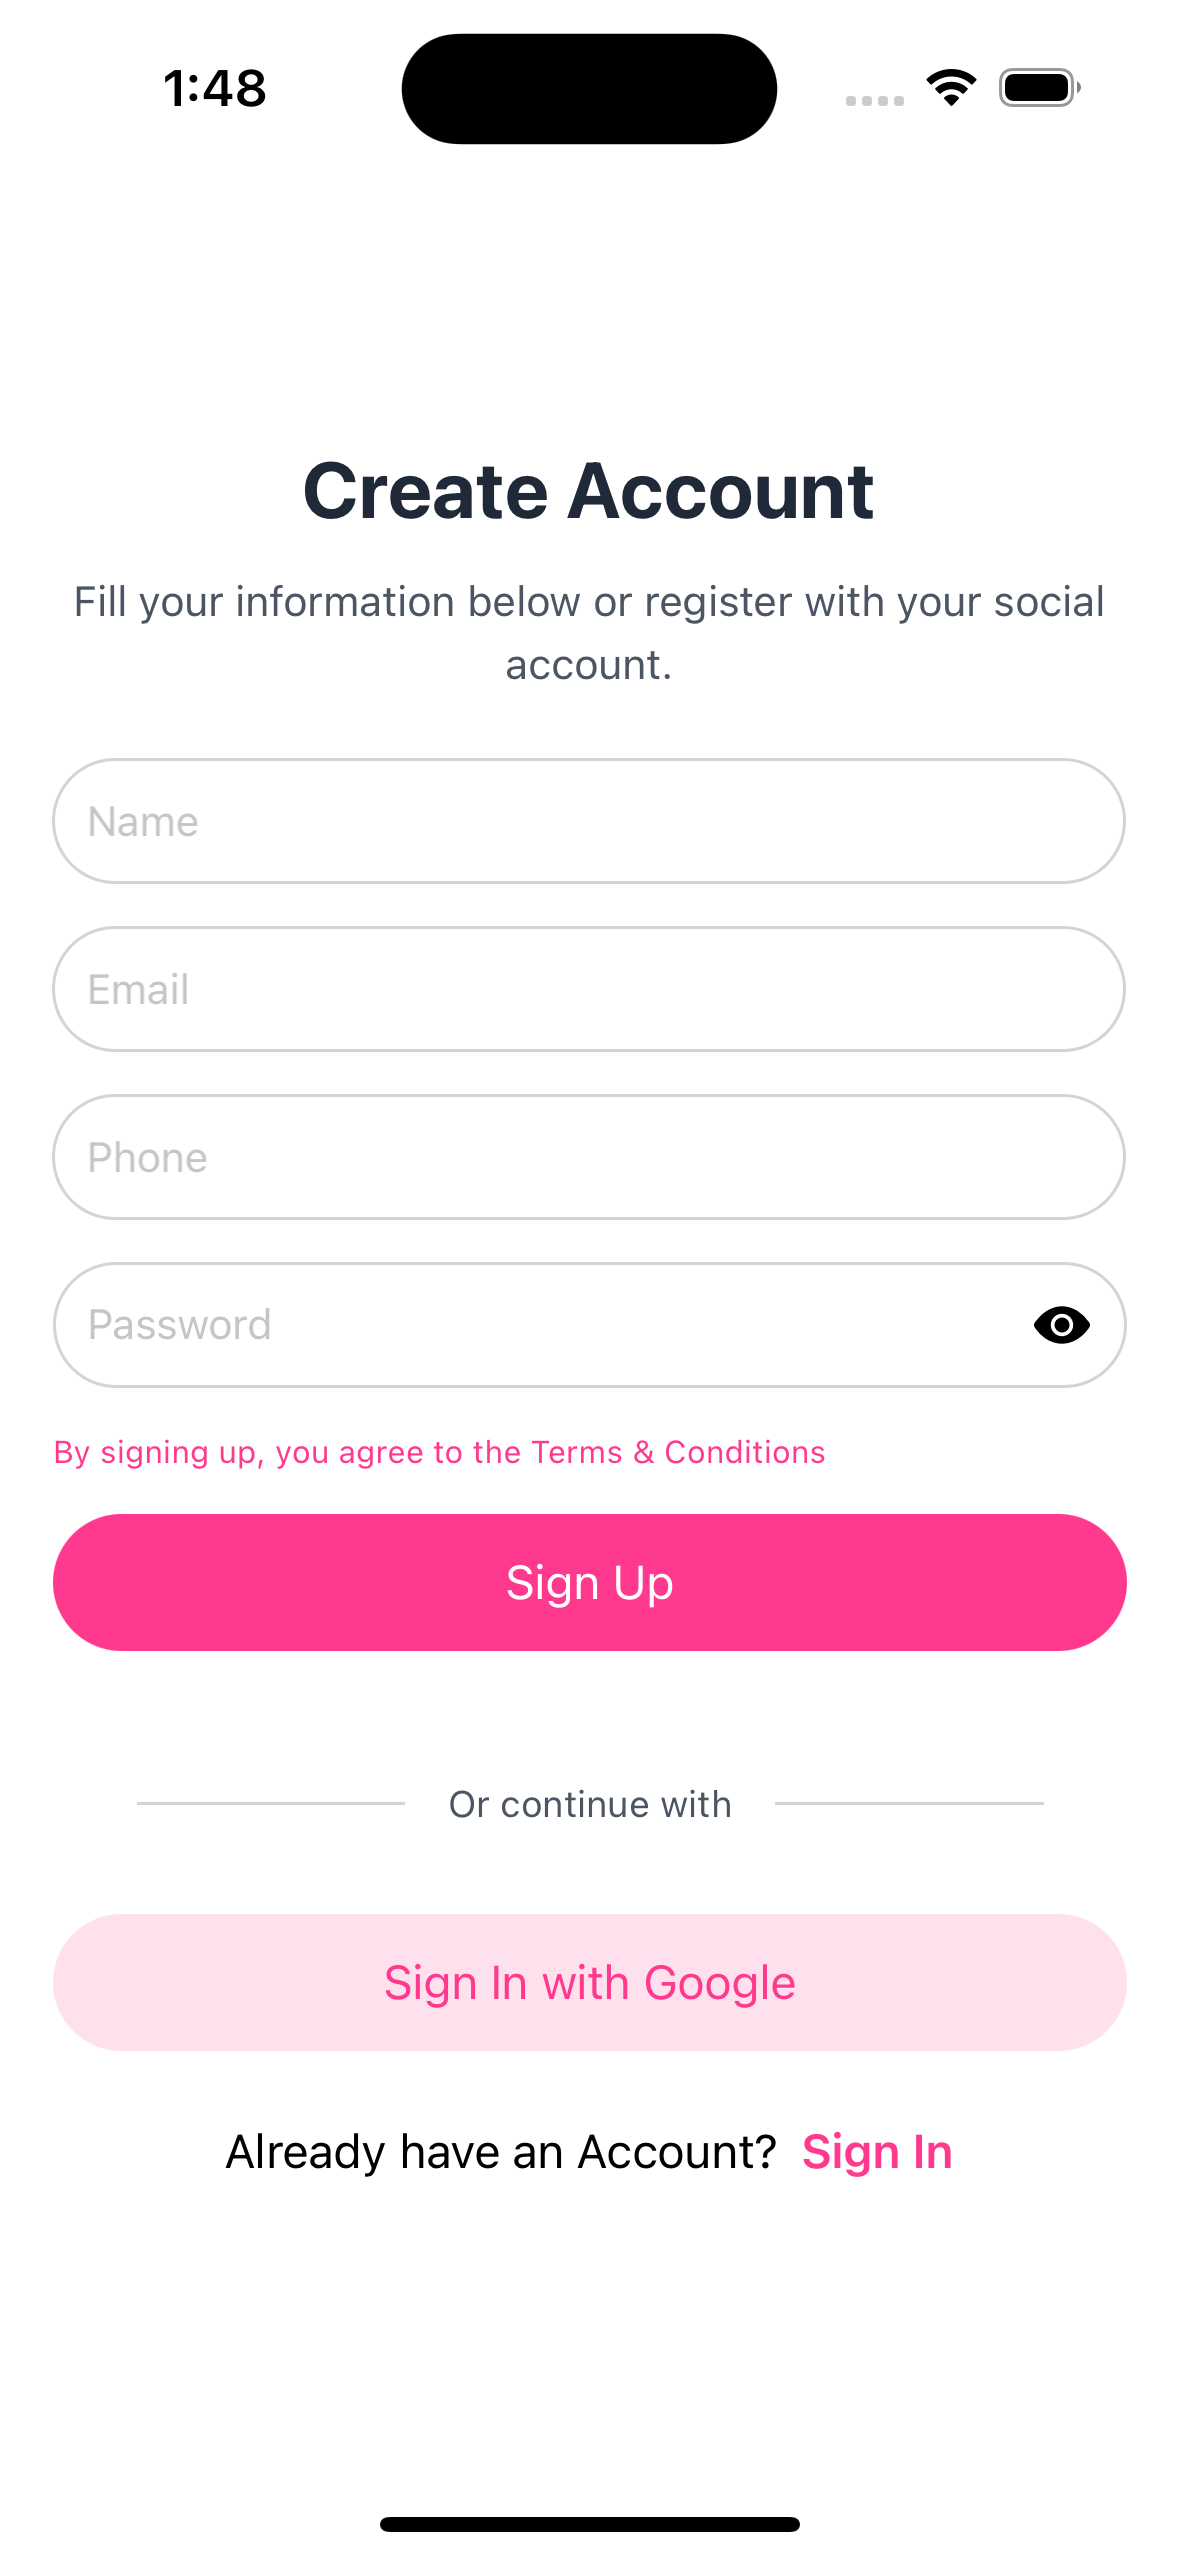 1:48
Create Account
Fill your information below or register with your social
account.
Name
Email
Phone
Password
By signing up, you agree to the Terms & Conditions
Sign Up
Or continue with
Sign In with Google
Already have an Account? Sign In